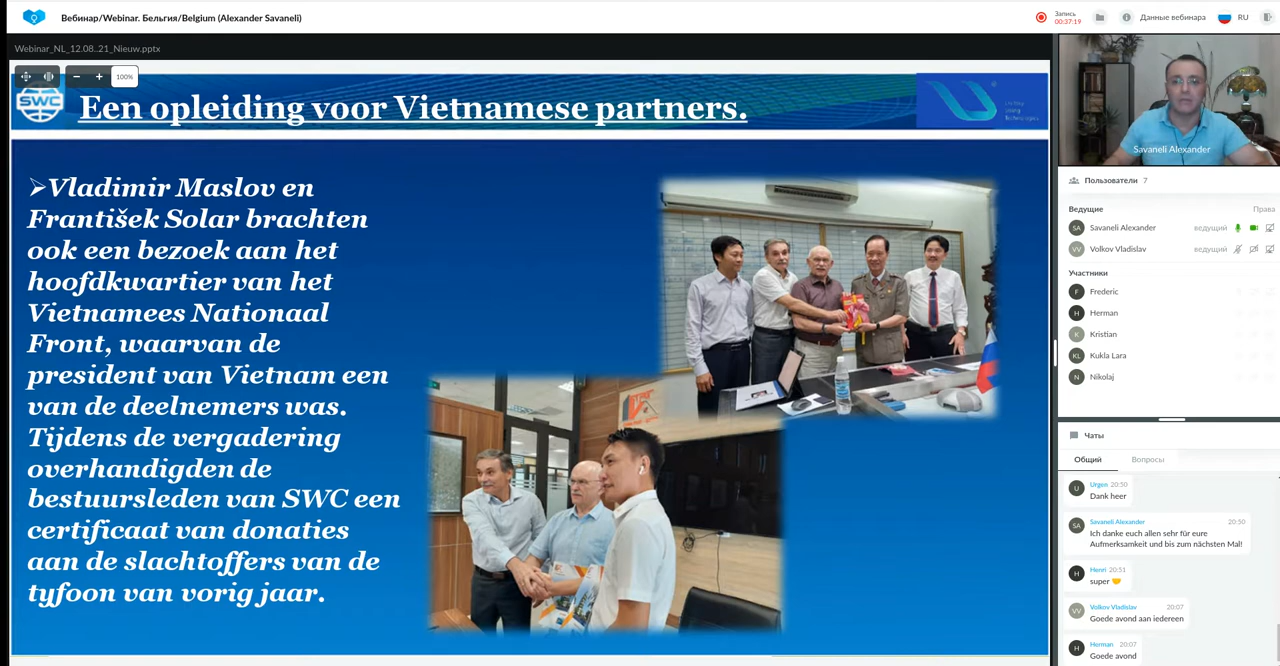 Вебинар/Webinar. Бельгия/Belgium (Alexander Savaneli)
Запись
00:37:19
Данные вебинара
RU
Webinar_NL_12.08..21_Nieuw.pptx
100%
SWC
Een opleiding voor Vietnamese partners.
➢Vladimir Maslov en
František Solar brachten
ook een bezoek aan het
hoofdkwartier van het
Vietnamees Nationaal
Front, waarvan de
president van Vietnam een
van de deelnemers was.
Tijdens de vergadering
overhandigden de
bestuursleden van SWC een
certificaat van donaties
aan de slachtoffers van de
tyfoon van vorig jaar.
Savaneli Alexander
Пользователи 7
Ведущие Права
SA Savaneli Alexander ведущий
VV Volkov Vladislav ведущий
Участники
F Frederic
H Herman
K Kristian
KL Kukla Lara
N Nikolaj
Чаты
Общий Вопросы
U Urgen 20:50
Dank heer
SA Savaneli Alexander 20:50
Ich danke euch allen sehr für eure
Aufmerksamkeit und bis zum nächsten Mal!
H Henri 20:51
super 🤝
VV Volkov Vladislav 20:07
Goede avond aan iedereen
H Herman 20:07
Goede avond